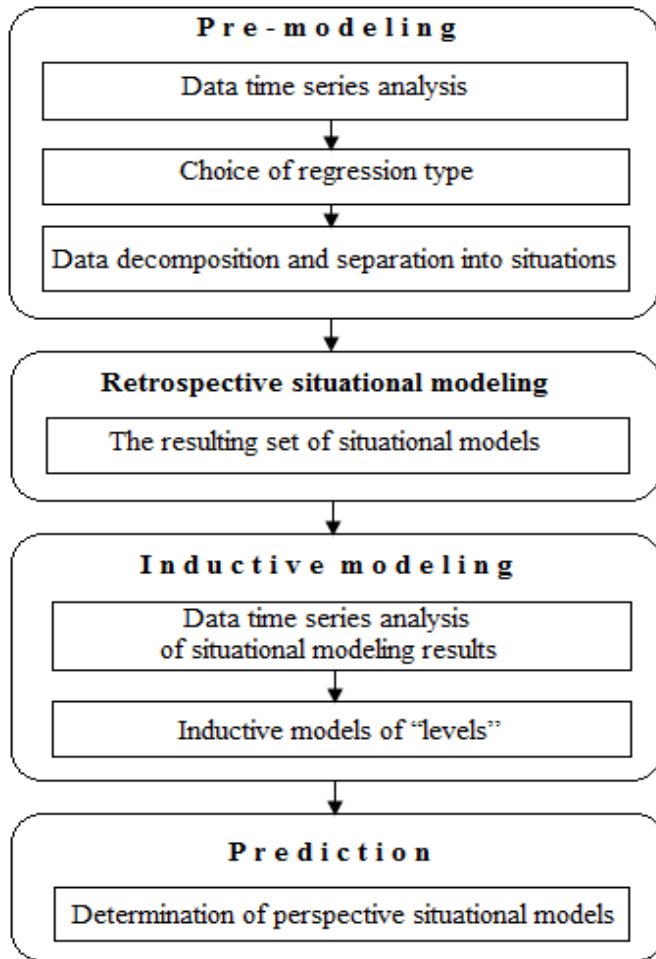 Pre-modeling
Data time series analysis
Choice of regression type
Data decomposition and separation into situations
Retrospective situational modeling
The resulting set of situational models
Inductive modeling
Data time series analysis
of situational modeling results
Inductive models of “levels”
Prediction
Determination of perspective situational models